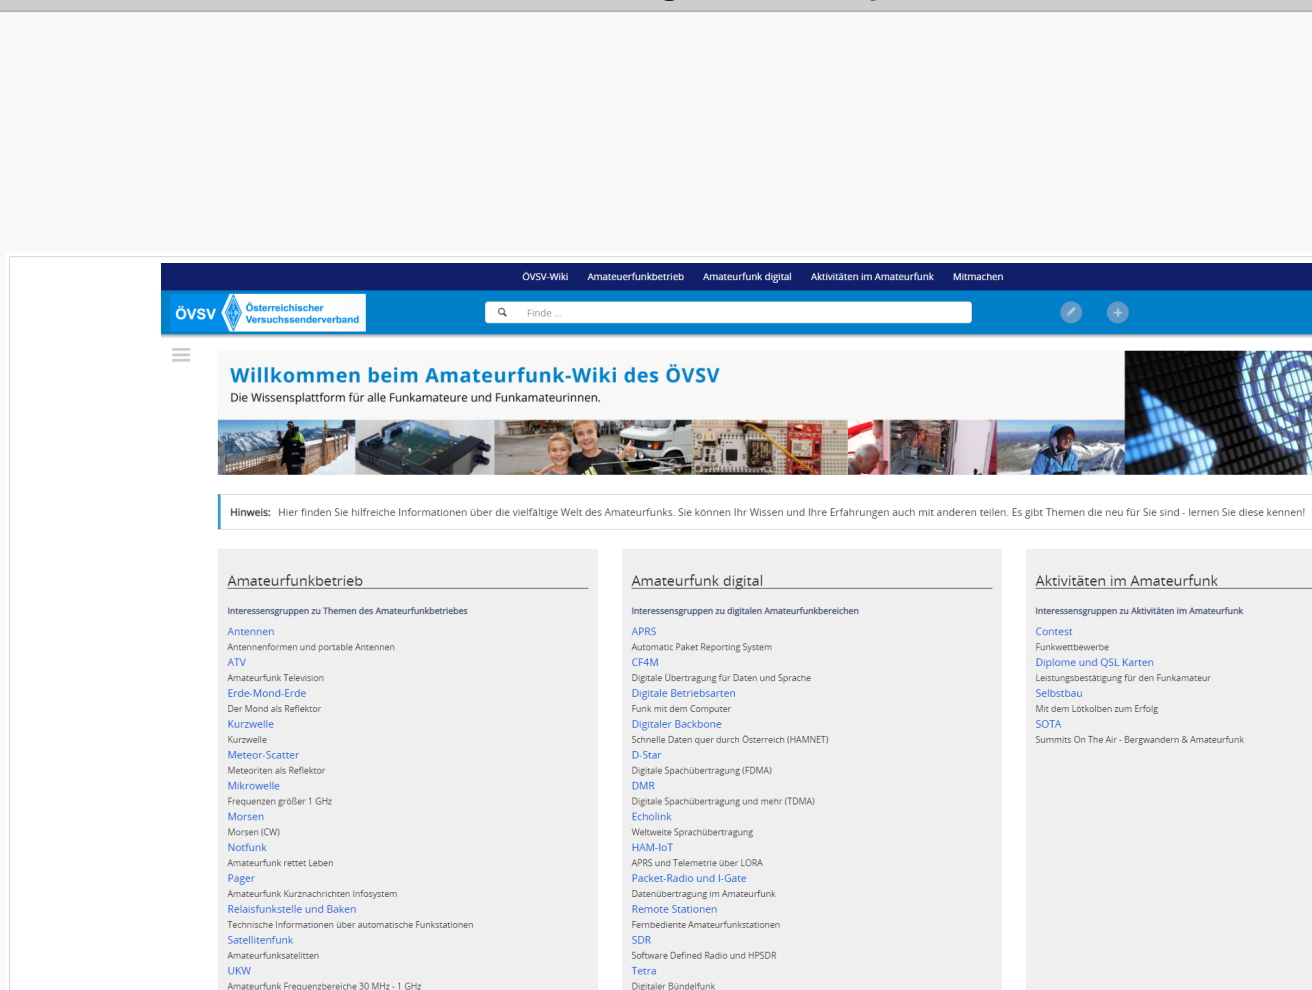 ÖVSV-Wiki Amateuerfunkbetrieb Amateurfunk digital Aktivitäten im Amateurfunk Mitmachen
ÖVSV Österreichischer
Versuchssenderverband
Finde ...
Willkommen beim Amateurfunk-Wiki des ÖVSV
Die Wissensplattform für alle Funkamateure und Funkamateurinnen.
Hinweis: Hier finden Sie hilfreiche Informationen über die vielfältige Welt des Amateurfunks. Sie können Ihr Wissen und Ihre Erfahrungen auch mit anderen teilen. Es gibt Themen die neu für Sie sind - lernen Sie diese kennen!
Amateurfunkbetrieb
Interessensgruppen zu Themen des Amateurfunkbetriebes
Antennen
Antennenformen und portable Antennen
ATV
Amateurfunk Television
Erde-Mond-Erde
Der Mond als Reflektor
Kurzwelle
Kurzwelle
Meteor-Scatter
Meteoriten als Reflektor
Mikrowelle
Frequenzen größer 1 GHz
Morsen
Morsen (CW)
Notfunk
Amateurfunk rettet Leben
Pager
Amateurfunk Kurznachrichten Infosystem
Relaisfunkstelle und Baken
Technische Informationen über automatische Funkstationen
Satellitenfunk
Amateurfunksatelitten
UKW
Amateurfunk Frequenzbereiche 30 MHz - 1 GHz
Amateurfunk digital
Interessensgruppen zu digitalen Amateurfunkbereichen
APRS
Automatic Paket Reporting System
CF4M
Digitale Übertragung für Daten und Sprache
Digitale Betriebsarten
Funk mit dem Computer
Digitaler Backbone
Schnelle Daten quer durch Österreich (HAMNET)
D-Star
Digitale Spachübertragung (FDMA)
DMR
Digitale Spachübertragung und mehr (TDMA)
Echolink
Weltweite Sprachübertragung
HAM-IoT
APRS und Telemetrie über LORA
Packet-Radio und I-Gate
Datenübertragung im Amateurfunk
Remote Stationen
Fernbediente Amateurfunkstationen
SDR
Software Defined Radio und HPSDR
Tetra
Digitaler Bündelfunk
Aktivitäten im Amateurfunk
Interessensgruppen zu Aktivitäten im Amateurfunk
Contest
Funkwettbewerbe
Diplome und QSL Karten
Leistungsbestätigung für den Funkamateur
Selbstbau
Mit dem Lötkolben zum Erfolg
SOTA
Summits On The Air - Bergwandern & Amateurfunk